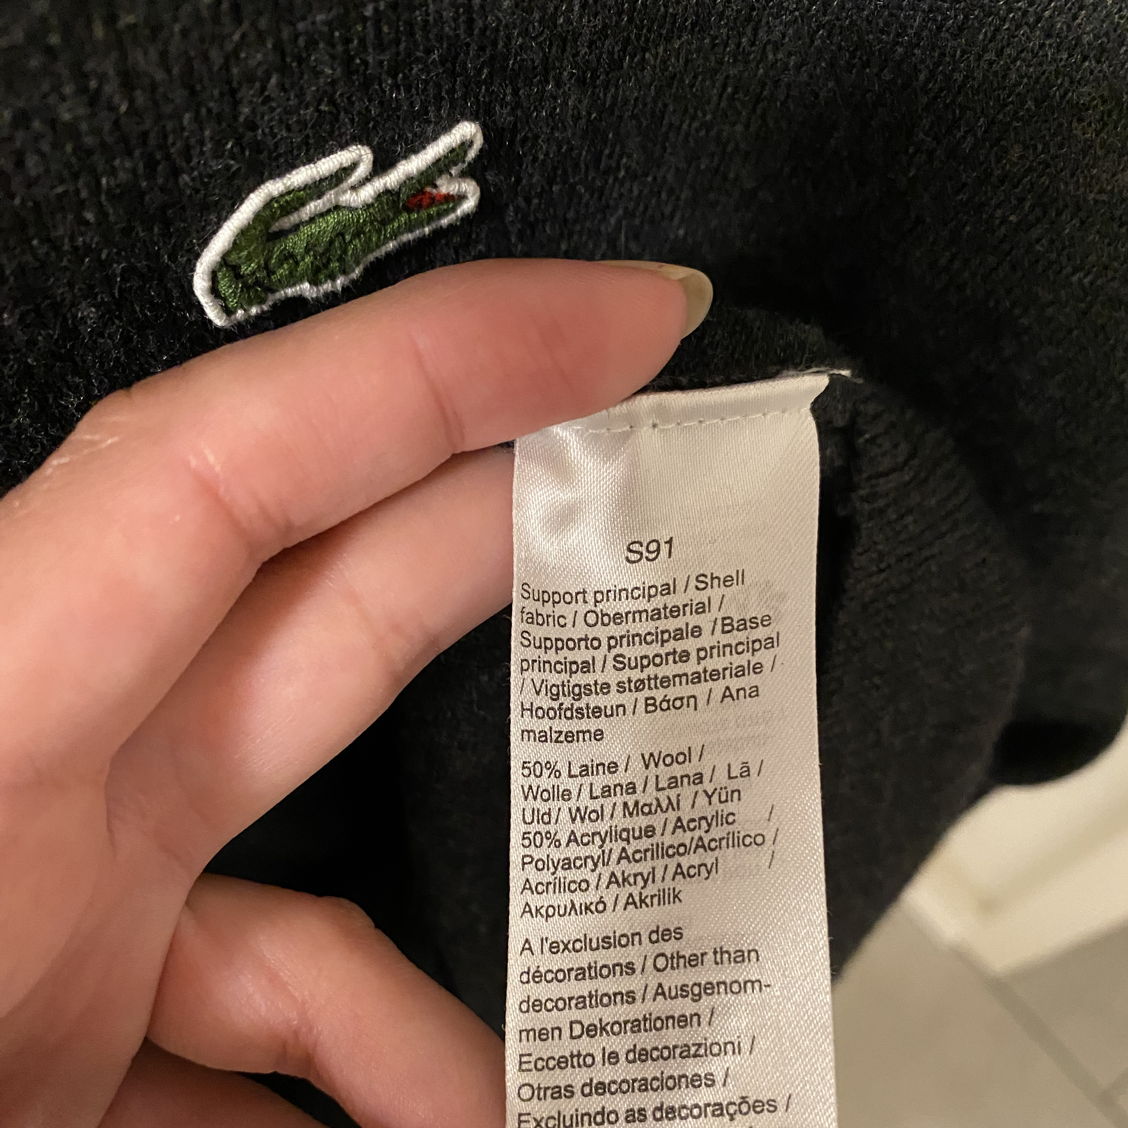 S91
Support principal / Shell
fabric / Obermaterial /
Supporto principale / Base
principal / Suporte principal
/ Vigtigste støttemateriale /
Hoofdsteun / Βάση / Ana
malzeme
50% Laine / Wool /
Wolle / Lana / Lana / Lã /
Uld / Wol / Μαλλί / Yün
50% Acrylique / Acrylic /
Polyacryl/ Acrilico/Acrílico /
Acrílico / Akryl / Acryl /
Ακρυλικό / Akrilik
A l'exclusion des
décorations / Other than
decorations / Ausgenom-
men Dekorationen /
Eccetto le decorazioni /
Otras decoraciones /
Excluindo as decorações /